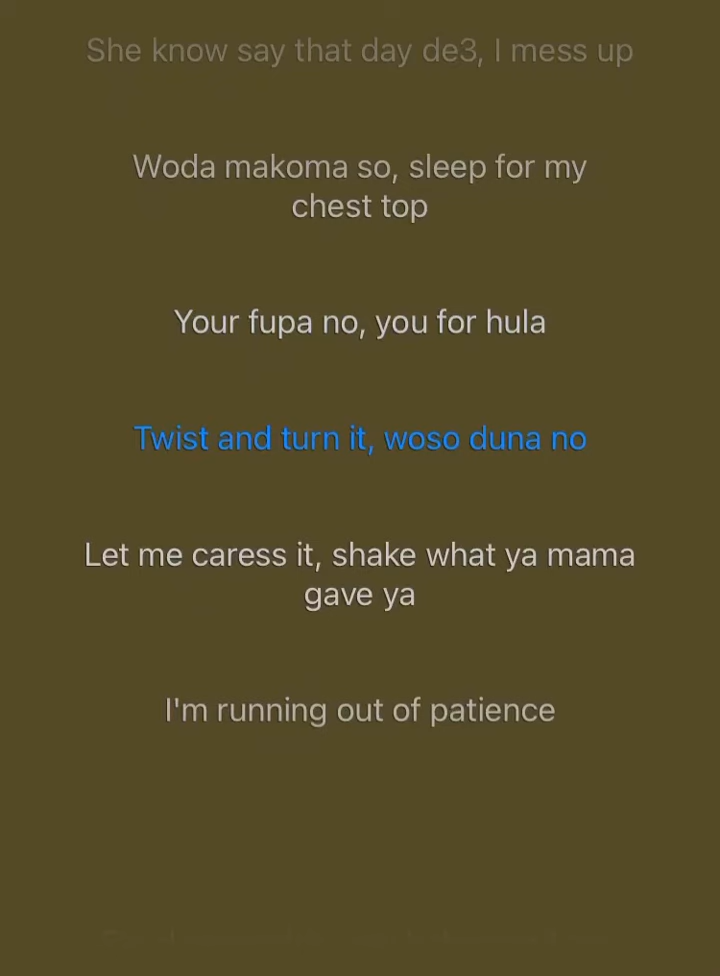 She know say that day de3, I mess up
Woda makoma so, sleep for my
chest top
Your fupa no, you for hula
Twist and turn it, woso duna no
Let me caress it, shake what ya mama
gave ya
I'm running out of patience